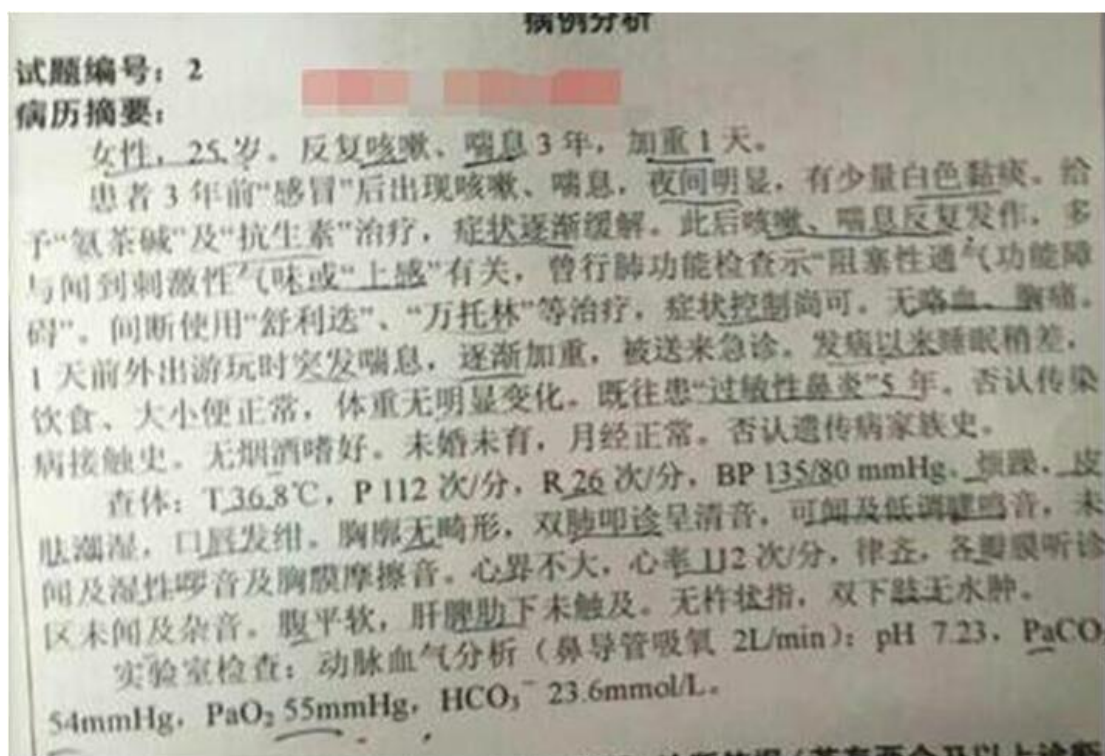 病例分析
试题编号：2
病历摘要：
女性，25岁。反复咳嗽、喘息3年，加重1天。
患者3年前“感冒”后出现咳嗽、喘息，夜间明显，有少量白色黏痰。给
予“氨茶碱”及“抗生素”治疗，症状逐渐缓解。此后咳嗽、喘息反复发作，多
与闻到刺激性气味或“上感”有关，曾行肺功能检查示“阻塞性通气功能障
碍”。间断使用“舒利迭”、“万托林”等治疗，症状控制尚可。无咯血、胸痛。
1天前外出游玩时突发喘息，逐渐加重，被送来急诊。发病以来睡眠稍差，
饮食、大小便正常，体重无明显变化。既往患“过敏性鼻炎”5年。否认传染
病接触史。无烟酒嗜好。未婚未育，月经正常。否认遗传病家族史。
查体：T 36.8℃，P 112次/分，R 26次/分，BP 135/80 mmHg。烦躁，皮
肤潮湿，口唇发绀。胸廓无畸形，双肺叩诊呈清音，可闻及低调哮鸣音，未
闻及湿性啰音及胸膜摩擦音。心界不大，心率112次/分，律齐，各瓣膜听诊
区未闻及杂音。腹平软，肝脾肋下未触及。无杵状指，双下肢无水肿。
实验室检查：动脉血气分析（鼻导管吸氧 2L/min）：pH 7.23，PaCO
54mmHg，PaO₂ 55mmHg，HCO₃⁻ 23.6mmol/L。